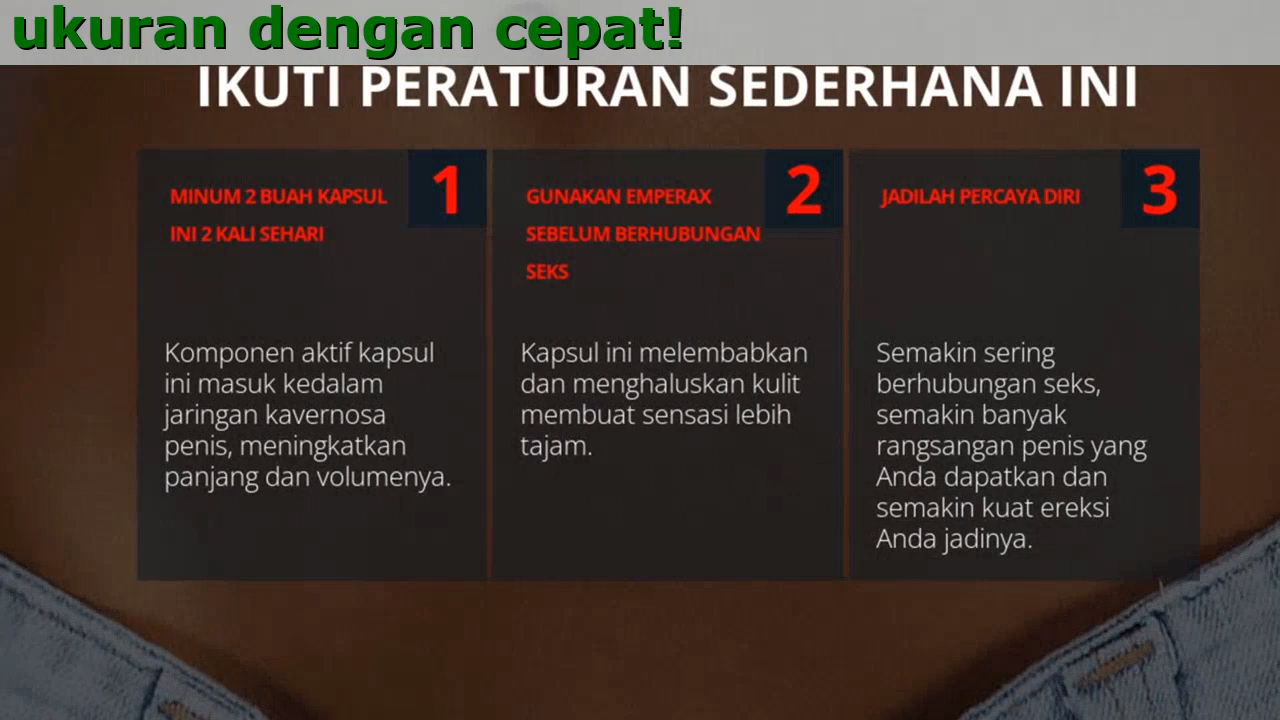 ukuran dengan cepat!
IKUTI PERATURAN SEDERHANA INI
MINUM 2 BUAH KAPSUL
INI 2 KALI SEHARI
1
Komponen aktif kapsul
ini masuk kedalam
jaringan kavernosa
penis, meningkatkan
panjang dan volumenya.
GUNAKAN EMPERAX
SEBELUM BERHUBUNGAN
SEKS
2
Kapsul ini melembabkan
dan menghaluskan kulit
membuat sensasi lebih
tajam.
JADILAH PERCAYA DIRI
3
Semakin sering
berhubungan seks,
semakin banyak
rangsangan penis yang
Anda dapatkan dan
semakin kuat ereksi
Anda jadinya.